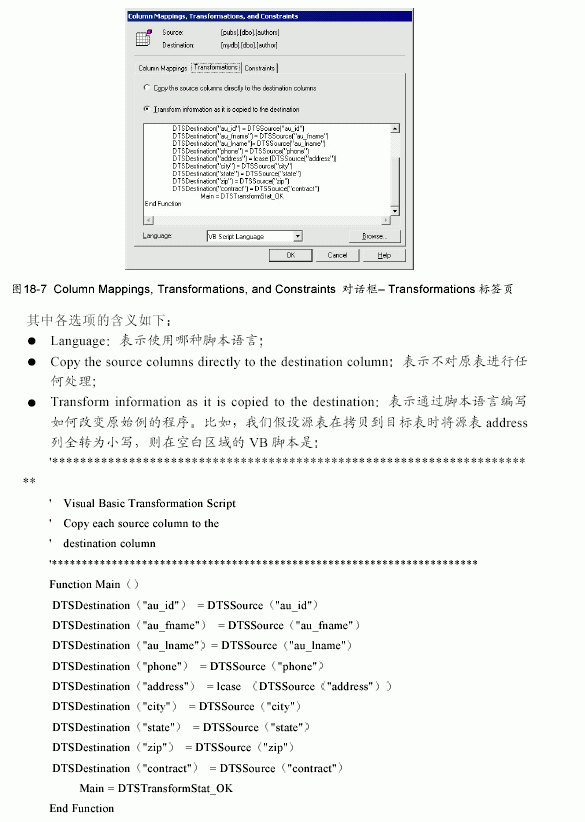 Column Mappings, Transformations, and Constraints
Source: [pubs].[dbo].[authors]
Destination: [mydb].[dbo].[author]
Column Mappings Transformations Constraints
Copy the source columns directly to the destination columns
Transform information as it is copied to the destination
DTSDestination("au_id") = DTSSource("au_id")
DTSDestination("au_fname") = DTSSource("au_fname")
DTSDestination("au_lname")= DTSSource("au_lname")
DTSDestination("phone") = DTSSource("phone")
DTSDestination("address") = lcase (DTSSource("address"))
DTSDestination("city") = DTSSource("city")
DTSDestination("state") = DTSSource("state")
DTSDestination("zip") = DTSSource("zip")
DTSDestination("contract") = DTSSource("contract")
Main = DTSTransformStat_OK
End Function
Language: VB Script Language Browse...
OK Cancel Help
图18-7 Column Mappings, Transformations, and Constraints 对话框– Transformations 标签页
其中各选项的含义如下：
● Language：表示使用哪种脚本语言；
● Copy the source columns directly to the destination column：表示不对原表进行任
何处理；
● Transform information as it is copied to the destination：表示通过脚本语言编写
如何改变原始例的程序。比如，我们假设源表在拷贝到目标表时将源表 address
列全转为小写，则在空白区域的 VB 脚本是：
'********************************************************************
**
' Visual Basic Transformation Script
' Copy each source column to the
' destination column
'***********************************************************************
Function Main（）
DTSDestination（"au_id"） = DTSSource（"au_id"）
DTSDestination（"au_fname"） = DTSSource（"au_fname"）
DTSDestination（"au_lname"）= DTSSource（"au_lname"）
DTSDestination（"phone"） = DTSSource（"phone"）
DTSDestination（"address"） = lcase （DTSSource（"address"））
DTSDestination（"city"） = DTSSource（"city"）
DTSDestination（"state"） = DTSSource（"state"）
DTSDestination（"zip"） = DTSSource（"zip"）
DTSDestination（"contract"） = DTSSource（"contract"）
Main = DTSTransformStat_OK
End Function